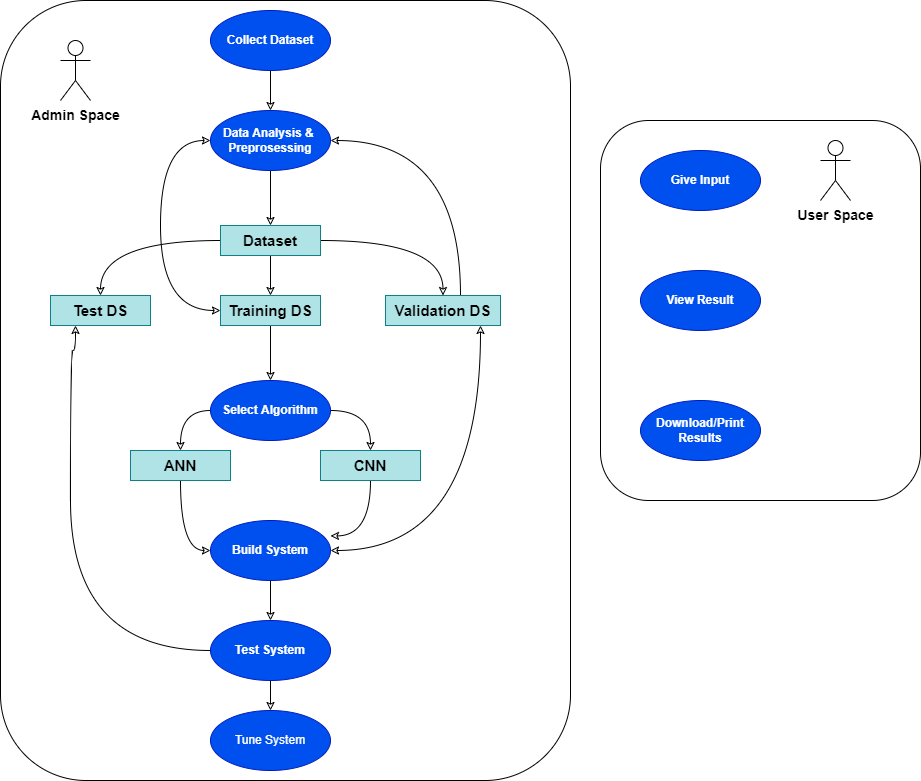 Collect Dataset
Admin Space
Data Analysis &
Preprosessing
Dataset
Test DS
Training DS
Validation DS
Select Algorithm
ANN
CNN
Build System
Test System
Tune System
Give Input
User Space
View Result
Download/Print
Results